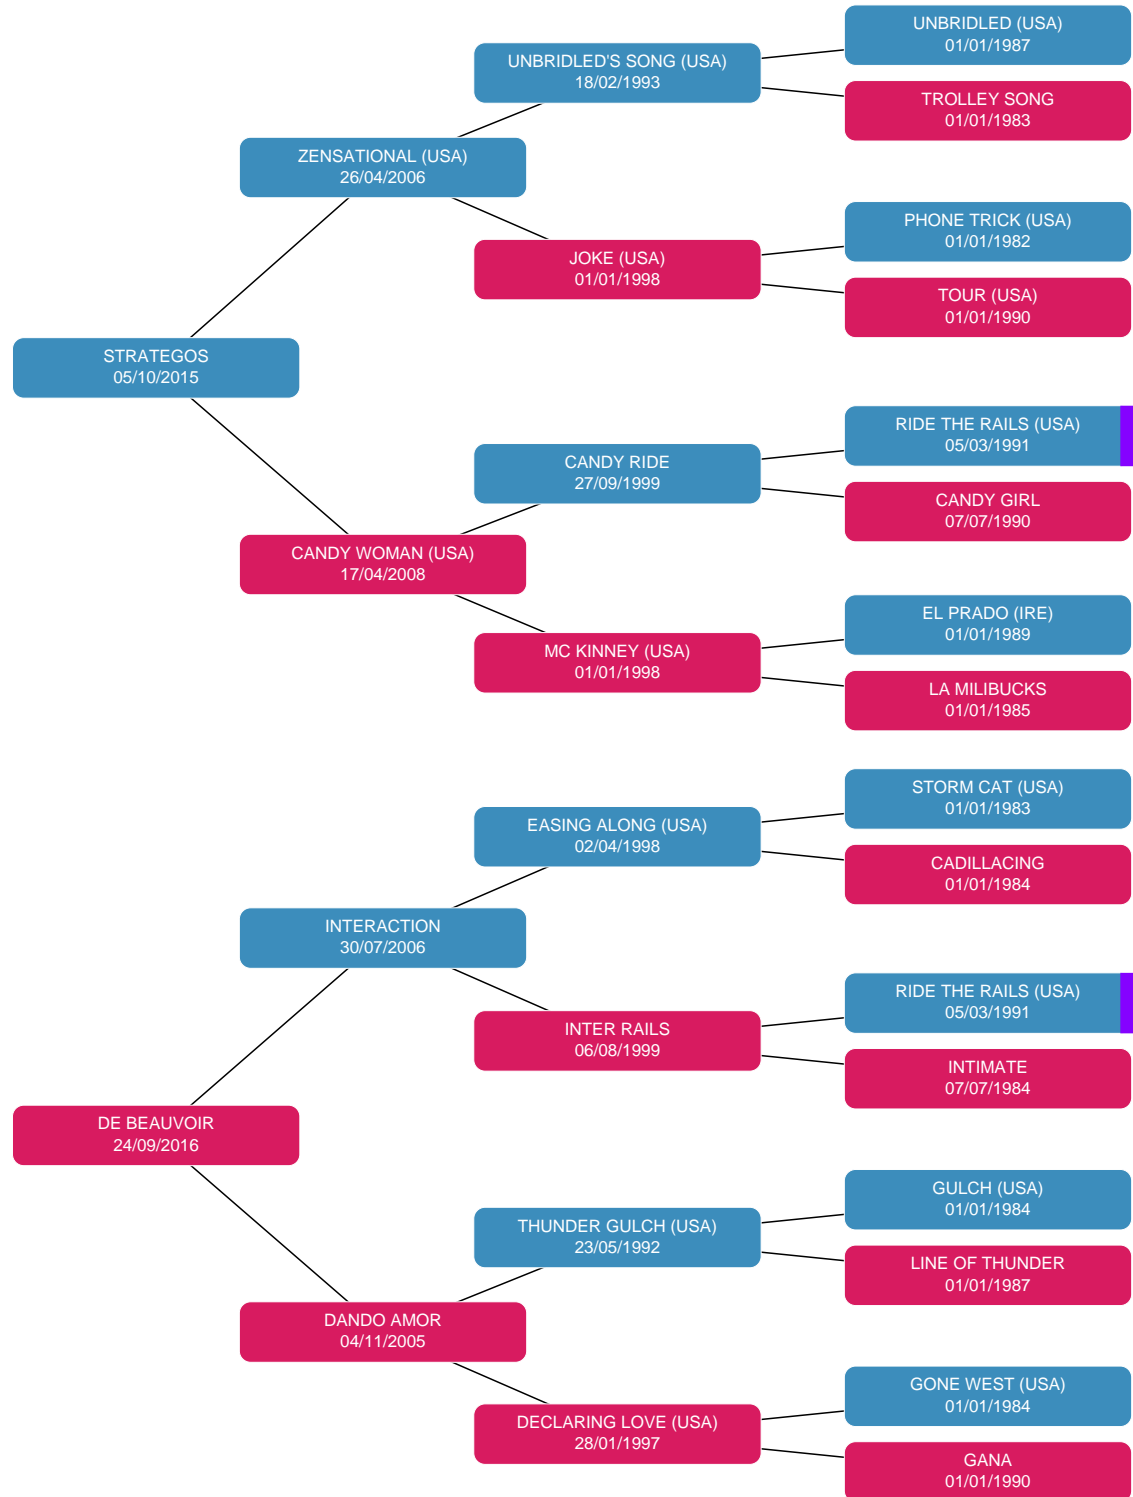 UNBRIDLED (USA)
01/01/1987
UNBRIDLED'S SONG (USA)
18/02/1993
TROLLEY SONG
01/01/1983
ZENSATIONAL (USA)
26/04/2006
PHONE TRICK (USA)
01/01/1982
JOKE (USA)
01/01/1998
TOUR (USA)
01/01/1990
STRATEGOS
05/10/2015
RIDE THE RAILS (USA)
05/03/1991
CANDY RIDE
27/09/1999
CANDY GIRL
07/07/1990
CANDY WOMAN (USA)
17/04/2008
EL PRADO (IRE)
01/01/1989
MC KINNEY (USA)
01/01/1998
LA MILIBUCKS
01/01/1985
STORM CAT (USA)
01/01/1983
EASING ALONG (USA)
02/04/1998
CADILLACING
01/01/1984
INTERACTION
30/07/2006
RIDE THE RAILS (USA)
05/03/1991
INTER RAILS
06/08/1999
INTIMATE
07/07/1984
DE BEAUVOIR
24/09/2016
GULCH (USA)
01/01/1984
THUNDER GULCH (USA)
23/05/1992
LINE OF THUNDER
01/01/1987
DANDO AMOR
04/11/2005
GONE WEST (USA)
01/01/1984
DECLARING LOVE (USA)
28/01/1997
GANA
01/01/1990